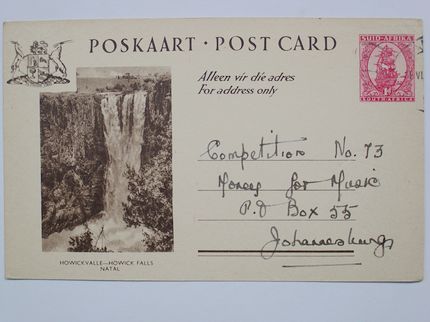 POSKAART · POST CARD
SUID-AFRIKA
1D
SOUTH AFRICA
Alleen vir die adres
For address only
Competition No. 73
Money for Music
P.O Box 55
Johannesburg
HOWICKVALLE—HOWICK FALLS
NATAL